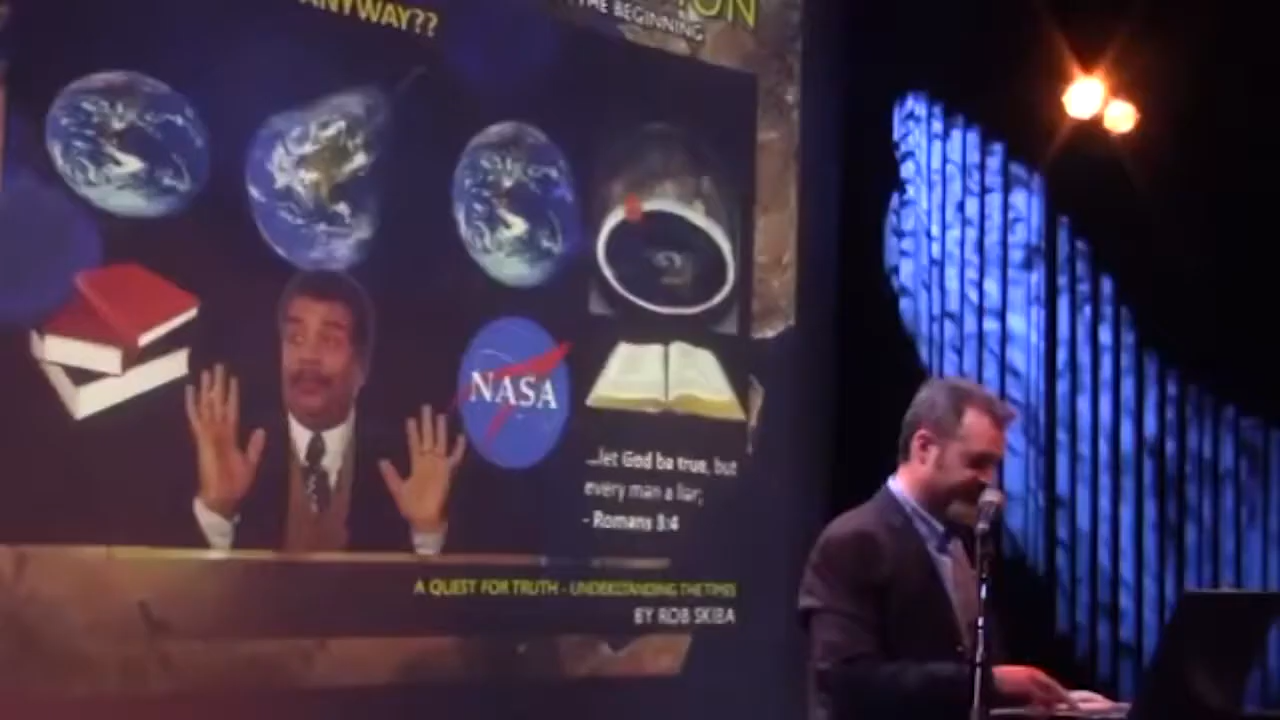 ANYWAY??
ION
THE BEGINNING
NASA
...let God be true, but
every man a liar;
- Romans 3:4
A QUEST FOR TRUTH - UNDERSTANDING THE TIMES
BY ROB SKIBA